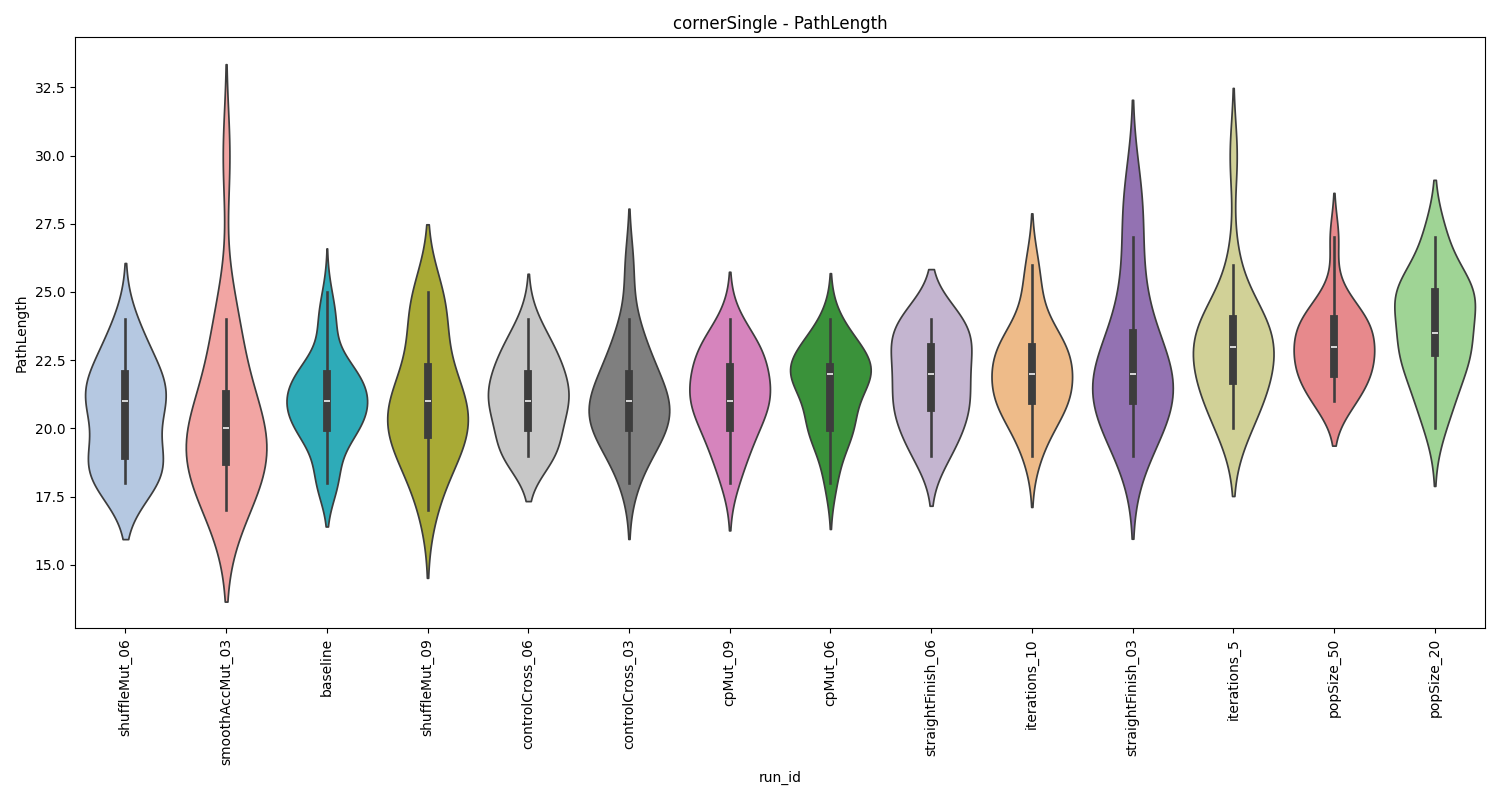 cornerSingle - PathLength
PathLength
32.5
30.0
27.5
25.0
22.5
20.0
17.5
15.0
shuffleMut_06
smoothAccMut_03
baseline
shuffleMut_09
controlCross_06
controlCross_03
cpMut_09
cpMut_06
straightFinish_06
iterations_10
straightFinish_03
iterations_5
popSize_50
popSize_20
run_id